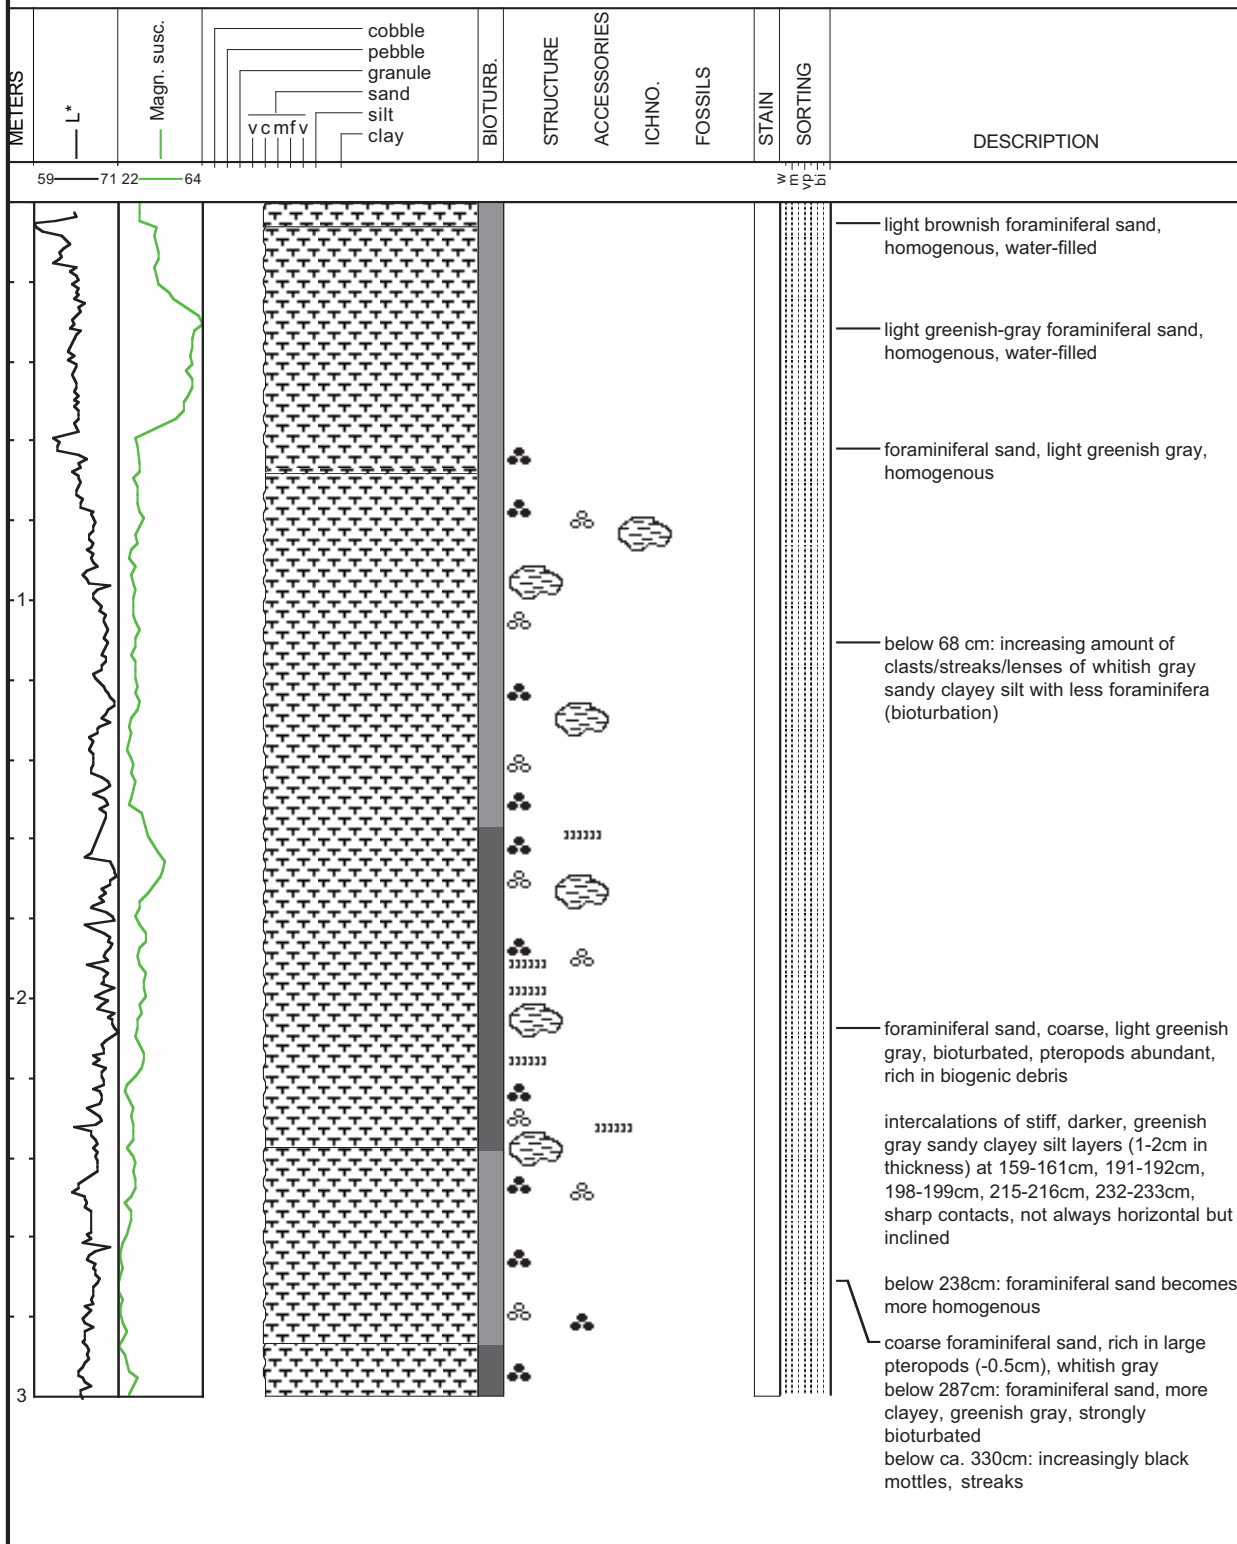 METERS
L*
Magn. susc.
cobble
pebble
granule
sand
silt
clay
v c m f v
BIOTURB.
STRUCTURE
ACCESSORIES
ICHNO.
FOSSILS
STAIN
SORTING
DESCRIPTION
59 71 22 64
w
m
vp
bi
light brownish foraminiferal sand,
homogenous, water-filled
light greenish-gray foraminiferal sand,
homogenous, water-filled
foraminiferal sand, light greenish gray,
homogenous
1
below 68 cm: increasing amount of
clasts/streaks/lenses of whitish gray
sandy clayey silt with less foraminifera
(bioturbation)
2
foraminiferal sand, coarse, light greenish
gray, bioturbated, pteropods abundant,
rich in biogenic debris
intercalations of stiff, darker, greenish
gray sandy clayey silt layers (1-2cm in
thickness) at 159-161cm, 191-192cm,
198-199cm, 215-216cm, 232-233cm,
sharp contacts, not always horizontal but
inclined
below 238cm: foraminiferal sand becomes
more homogenous
coarse foraminiferal sand, rich in large
pteropods (-0.5cm), whitish gray
3
below 287cm: foraminiferal sand, more
clayey, greenish gray, strongly
bioturbated
below ca. 330cm: increasingly black
mottles, streaks